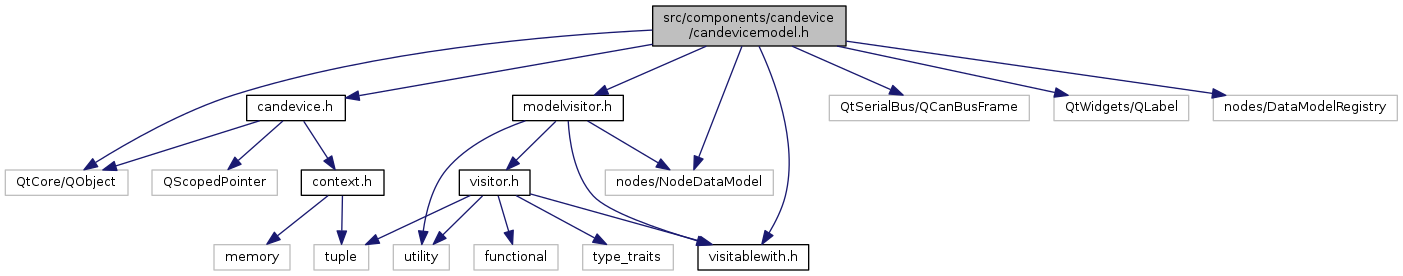 src/components/candevice
/candevicemodel.h
candevice.h
modelvisitor.h
QtSerialBus/QCanBusFrame
QtWidgets/QLabel
nodes/DataModelRegistry
QtCore/QObject
QScopedPointer
context.h
visitor.h
nodes/NodeDataModel
memory
tuple
utility
functional
type_traits
visitablewith.h